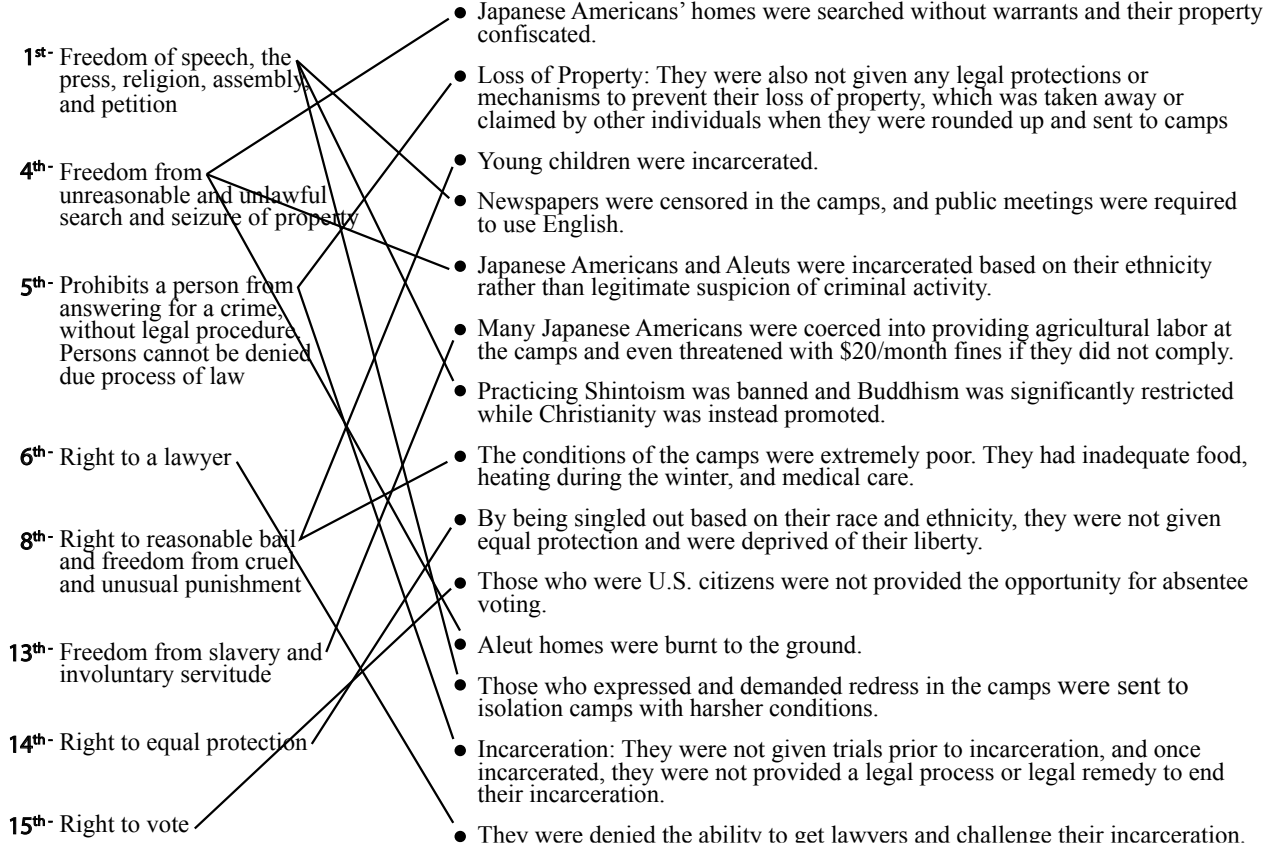 1st- Freedom of speech, the
press, religion, assembly,
and petition
4th- Freedom from
unreasonable and unlawful
search and seizure of property
5th- Prohibits a person from
answering for a crime,
without legal procedure.
Persons cannot be denied
due process of law
6th- Right to a lawyer
8th- Right to reasonable bail
and freedom from cruel
and unusual punishment
13th- Freedom from slavery and
involuntary servitude
14th- Right to equal protection
15th- Right to vote
● Japanese Americans’ homes were searched without warrants and their property
confiscated.
● Loss of Property: They were also not given any legal protections or
mechanisms to prevent their loss of property, which was taken away or
claimed by other individuals when they were rounded up and sent to camps
● Young children were incarcerated.
● Newspapers were censored in the camps, and public meetings were required
to use English.
● Japanese Americans and Aleuts were incarcerated based on their ethnicity
rather than legitimate suspicion of criminal activity.
● Many Japanese Americans were coerced into providing agricultural labor at
the camps and even threatened with $20/month fines if they did not comply.
● Practicing Shintoism was banned and Buddhism was significantly restricted
while Christianity was instead promoted.
● The conditions of the camps were extremely poor. They had inadequate food,
heating during the winter, and medical care.
● By being singled out based on their race and ethnicity, they were not given
equal protection and were deprived of their liberty.
● Those who were U.S. citizens were not provided the opportunity for absentee
voting.
● Aleut homes were burnt to the ground.
● Those who expressed and demanded redress in the camps were sent to
isolation camps with harsher conditions.
● Incarceration: They were not given trials prior to incarceration, and once
incarcerated, they were not provided a legal process or legal remedy to end
their incarceration.
● They were denied the ability to get lawyers and challenge their incarceration.